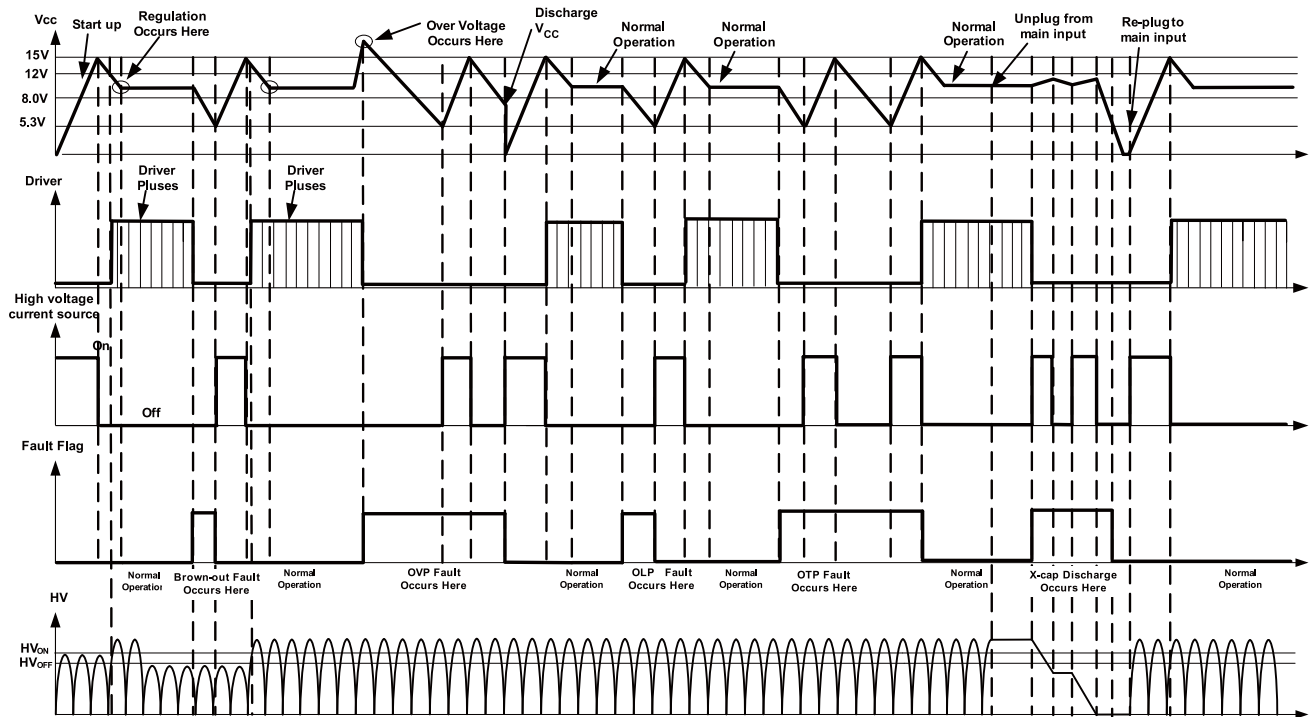 Vcc
Start up
Regulation
Occurs Here
Over Voltage
Occurs Here
Discharge
VCC
Normal
Operation
Normal
Operation
Normal
Operation
Unplug from
main input
Re-plug to
main input
15V
12V
8.0V
5.3V
Driver
Driver
Pluses
Driver
Pluses
High voltage
current source
On
Off
Fault Flag
Normal
Operation
Brown-out Fault
Occurs Here
Normal
Operation
OVP Fault
Occurs Here
Normal
Operation
OLP Fault
Occurs Here
Normal
Operation
OTP Fault
Occurs Here
Normal
Operation
X-cap Discharge
Occurs Here
Normal
Operation
HV
HVON
HVOFF